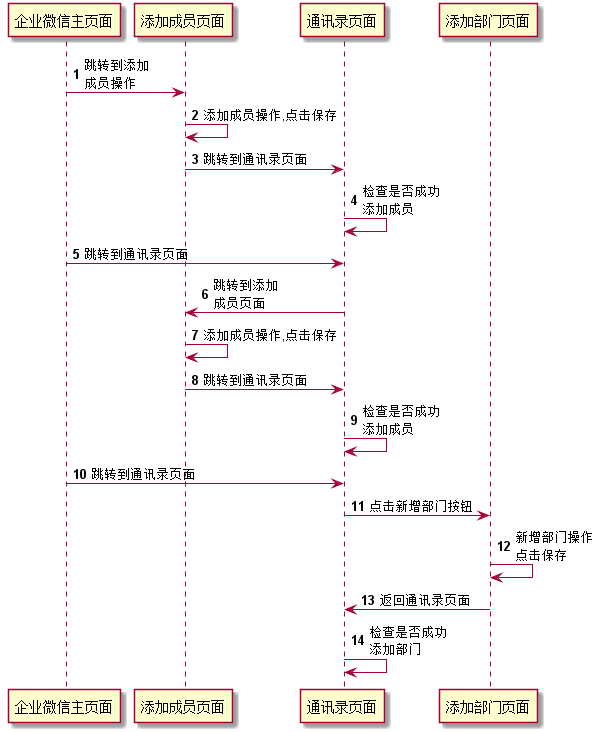 企业微信主页面 添加成员页面 通讯录页面 添加部门页面
1 跳转到添加
成员操作
2 添加成员操作,点击保存
3 跳转到通讯录页面
4 检查是否成功
添加成员
5 跳转到通讯录页面
6 跳转到添加
成员页面
7 添加成员操作,点击保存
8 跳转到通讯录页面
9 检查是否成功
添加成员
10 跳转到通讯录页面
11 点击新增部门按钮
12 新增部门操作
点击保存
13 返回通讯录页面
14 检查是否成功
添加部门
企业微信主页面 添加成员页面 通讯录页面 添加部门页面